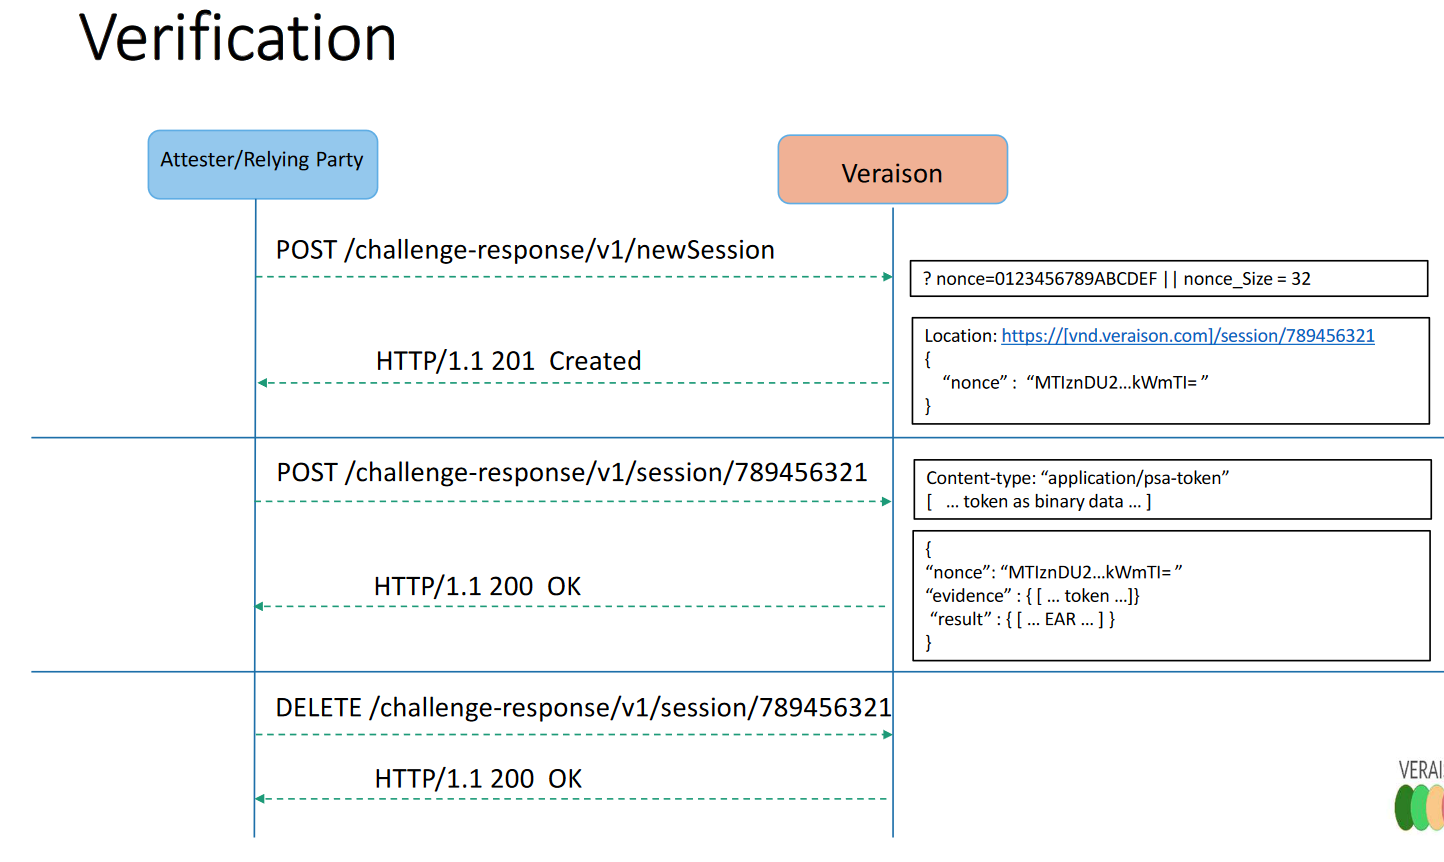 Verification
Attester/Relying Party
Veraison
POST /challenge-response/v1/newSession
? nonce=0123456789ABCDEF || nonce_Size = 32
HTTP/1.1 201  Created
Location: https://[vnd.veraison.com]/session/789456321
{
“nonce” :  “MTIznDU2...kWmTI= ”
}
POST /challenge-response/v1/session/789456321
Content-type: “application/psa-token”
[   ... token as binary data ... ]
HTTP/1.1 200  OK
{
“nonce”: “MTIznDU2...kWmTI= ”
“evidence” : { [ ... token ...]}
“result” : { [ ... EAR ... ] }
}
DELETE /challenge-response/v1/session/789456321
HTTP/1.1 200  OK
VERAI